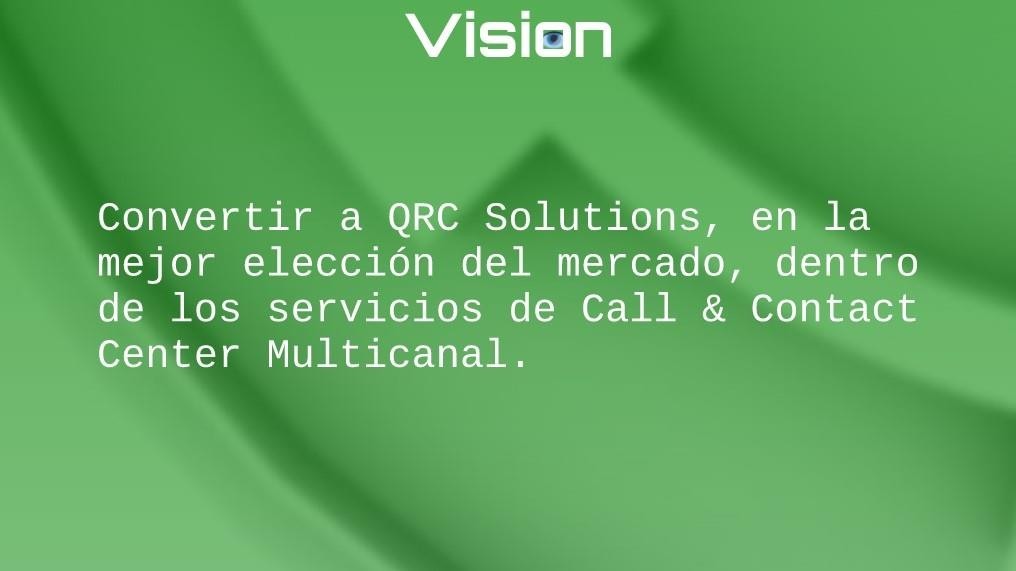 Vision
Convertir a QRC Solutions, en la
mejor elección del mercado, dentro
de los servicios de Call & Contact
Center Multicanal.